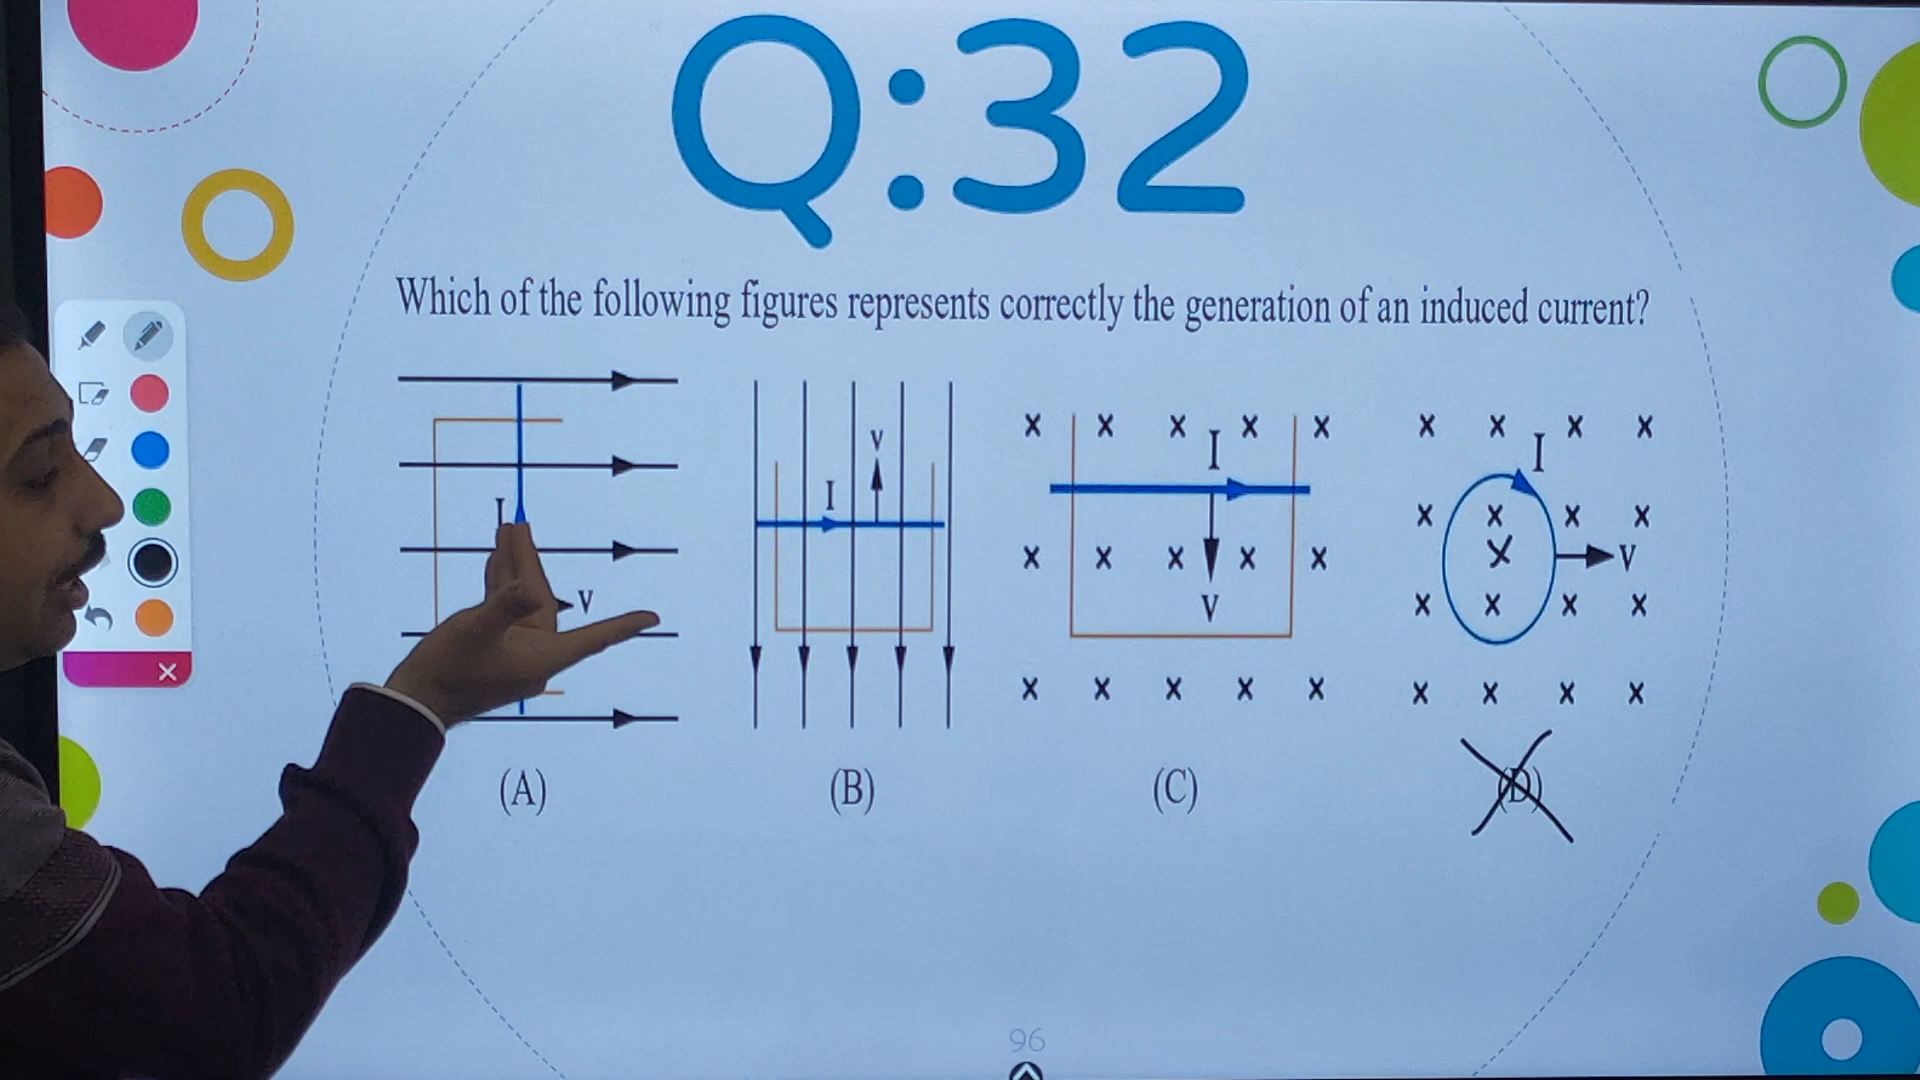 Q:32
Which of the following figures represents correctly the generation of an induced current?
I
V
I
V
I
V
I
V
x x x x x x x x x
x x x x x x x x x
x
x x x x
x x x x x x x x x
(A) (B) (C) (D)
96